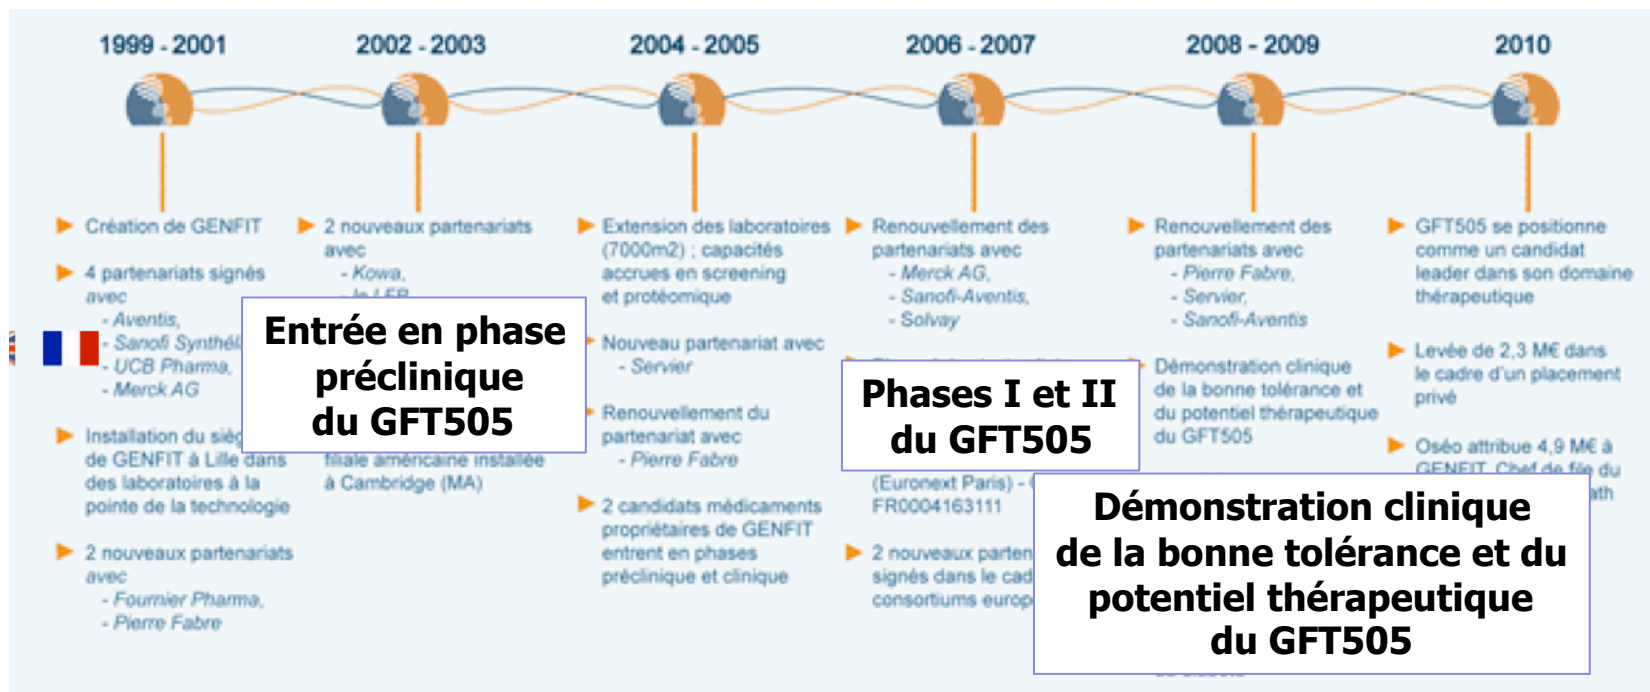 1999 - 2001
Création de GENFIT
4 partenariats signés
avec
- Aventis,
- Sanofi
- UCB Pharma,
- Merck AG
Installation du
de GENFIT à Lille dans
des laboratoires à la
pointe de la technologie
2 nouveaux partenariats
avec
- Fournier Pharma,
- Pierre Fabre
2002 - 2003
2 nouveaux partenariats
avec
- Kowa,
Entrée en phase
préclinique
du GFT505
filiale américaine installée
à Cambridge (MA)
2004 - 2005
Extension des laboratoires
(7000m2) ; capacités
accrues en screening
et protéomique
Nouveau partenariat avec
- Servier
Renouvellement du
partenariat avec
- Pierre Fabre
2 candidats médicaments
propriétaires de GENFIT
entrent en phases
préclinique et clinique
2006 - 2007
Renouvellement des
partenariats avec
- Merck AG,
- Sanofi-Aventis,
- Solvay
Phases I et II
du GFT505
(Euronext Paris) -
FR0004163111
2 nouveaux
signés dans le
consortiums
2008 - 2009
Renouvellement des
partenariats avec
- Pierre Fabre,
- Servier,
- Sanofi-Aventis
Démonstration clinique
de la bonne tolérance et
du potentiel thérapeutique
du GFT505
Démonstration clinique
de la bonne tolérance et du
potentiel thérapeutique
du GFT505
2010
GFT505 se positionne
comme un candidat
leader dans son domaine
thérapeutique
Levée de 2,3 M€ dans
le cadre d'un placement
privé
Oséo attribue 4,9 M€ à
GENFIT, Chef de file du